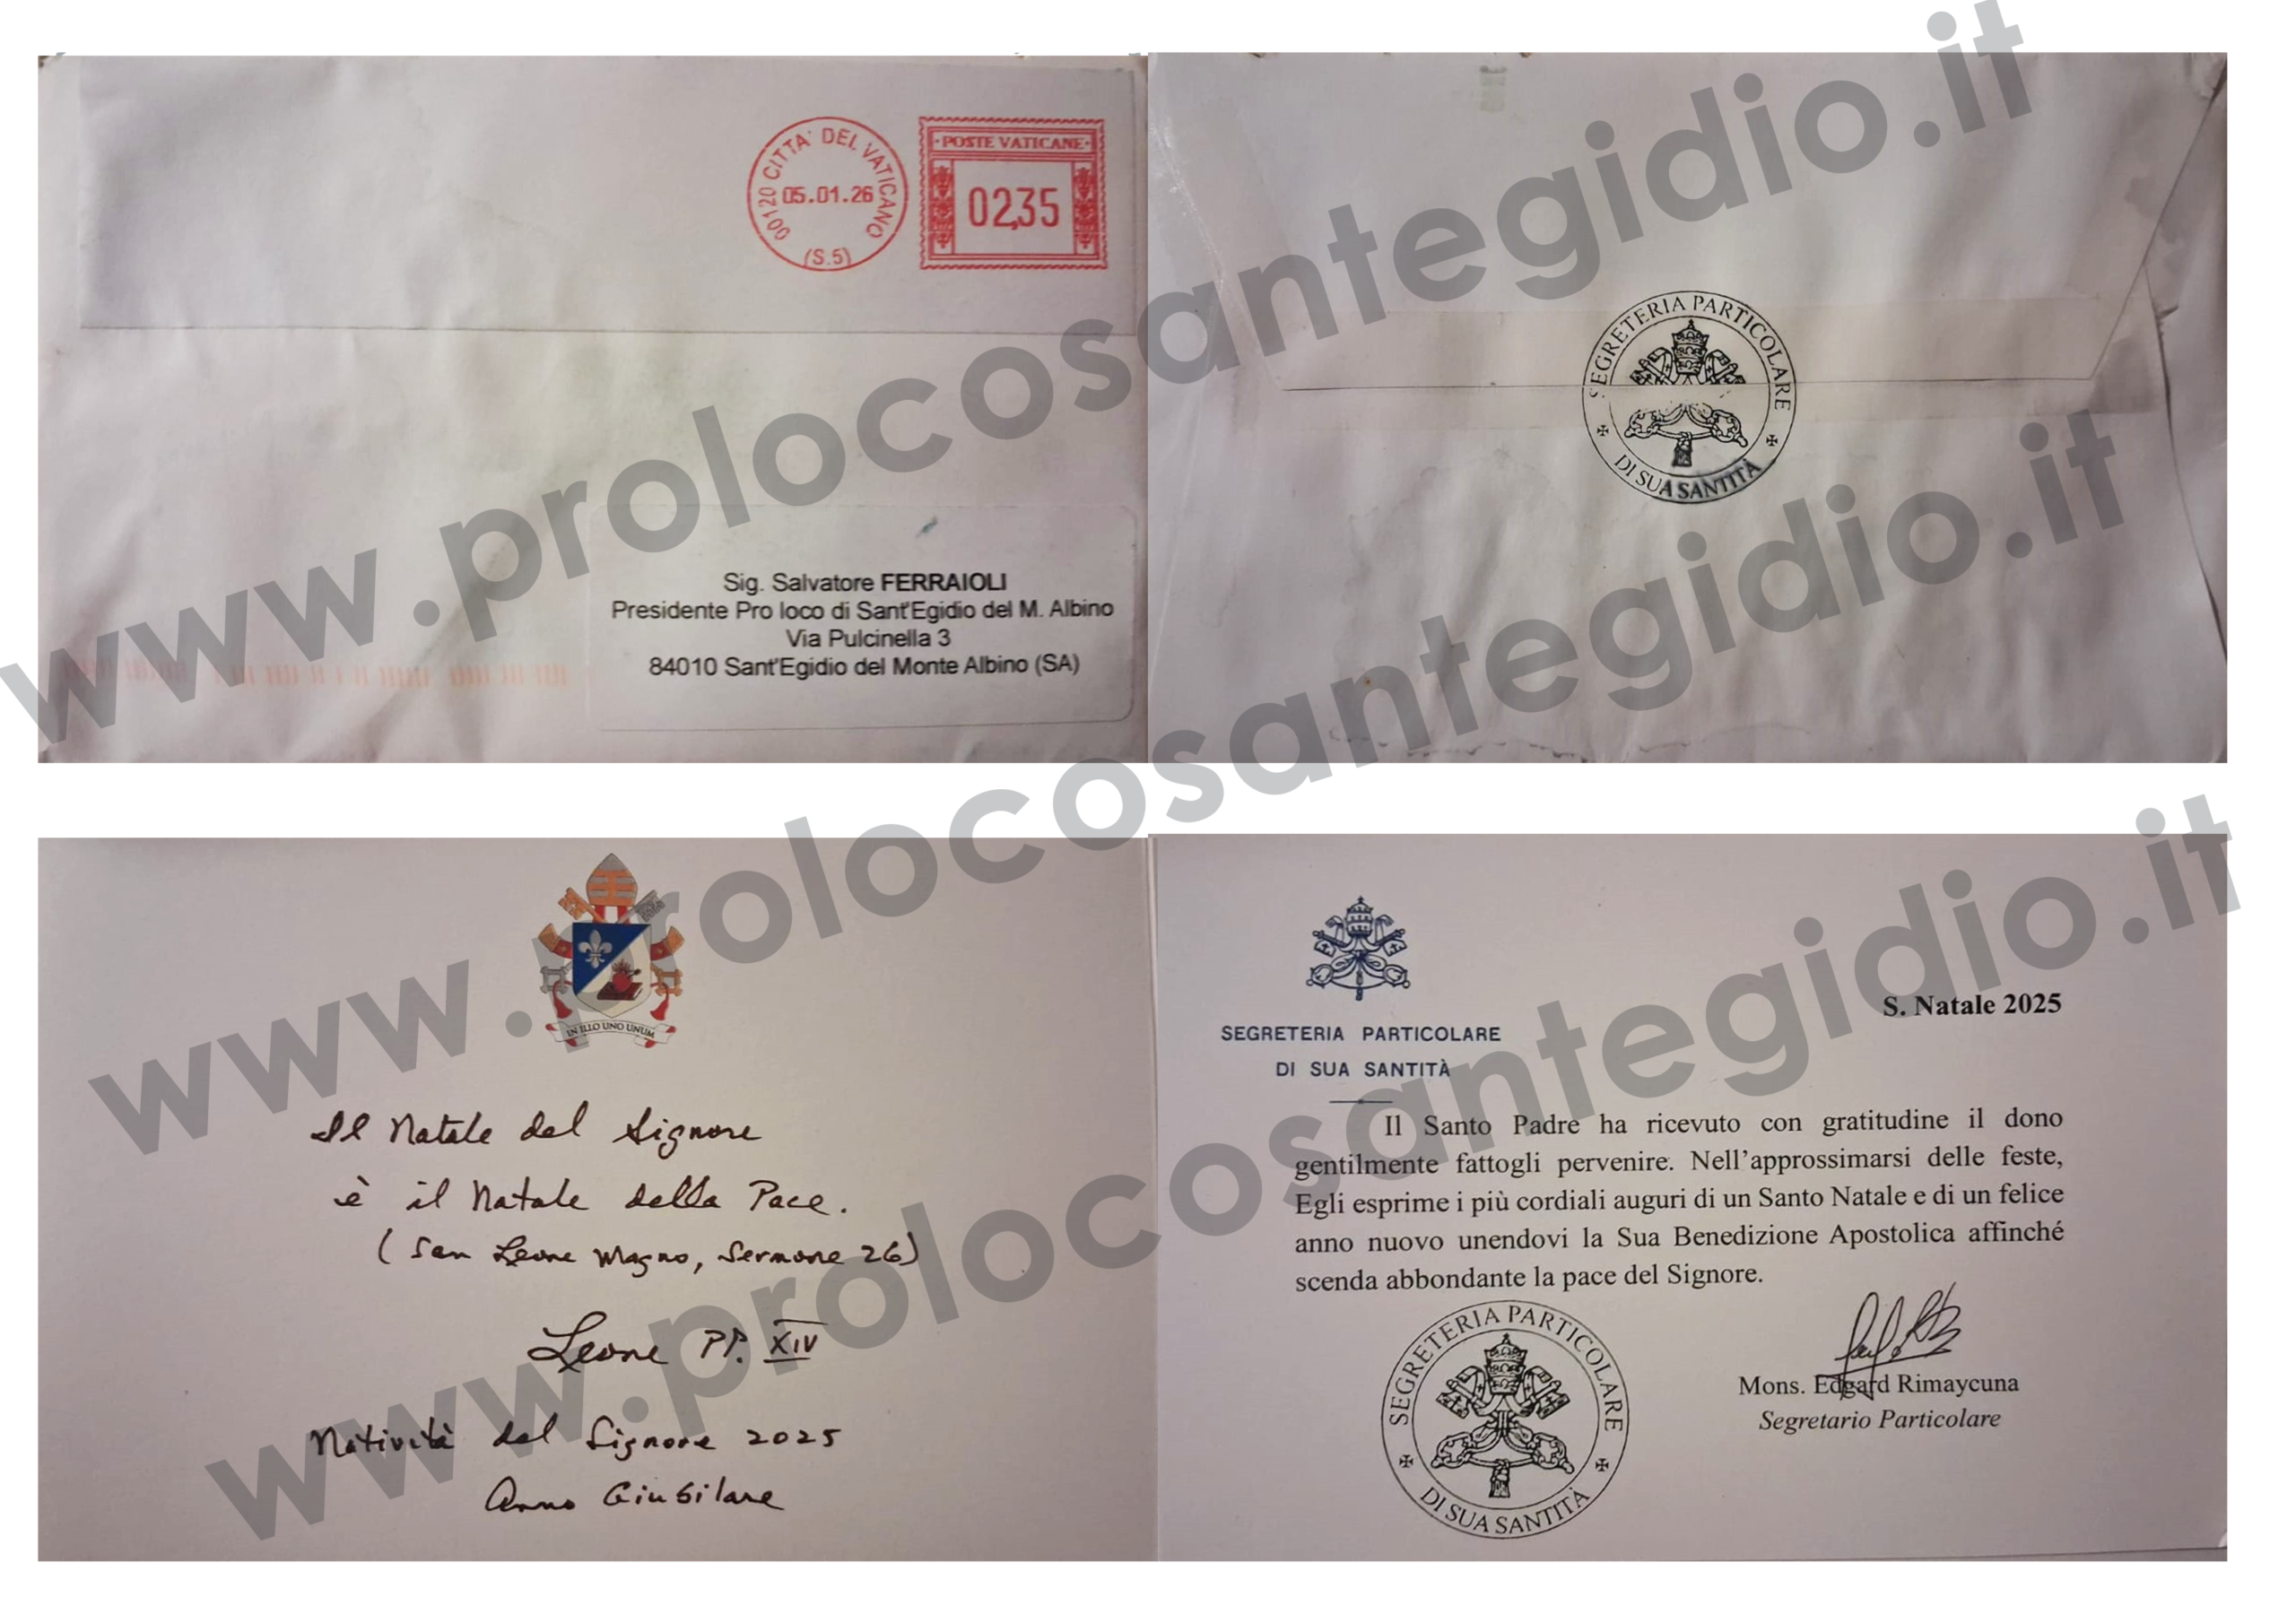 00120 CITTA' DEL VATICANO
05.01.26
(S.5)
·POSTE VATICANE·
02,35
Sig. Salvatore FERRAIOLI
Presidente Pro loco di Sant'Egidio del M. Albino
Via Pulcinella 3
84010 Sant'Egidio del Monte Albino (SA)
SEGRETERIA PARTICOLARE
DI SUA SANTITÀ
www.prolocosantegidio.it
www.prolocosantegidio.it
www.prolocosantegidio.it
IN ILLO UNO UNUM
Il Natale del Signore
è il Natale della Pace.
(San Leone Magno, Sermone 26)
Leone PP. XIV
Natività del Signore 2025
Anno Giubilare
SEGRETERIA PARTICOLARE
DI SUA SANTITÀ
S. Natale 2025
Il Santo Padre ha ricevuto con gratitudine il dono
gentilmente fattogli pervenire. Nell'approssimarsi delle feste,
Egli esprime i più cordiali auguri di un Santo Natale e di un felice
anno nuovo unendovi la Sua Benedizione Apostolica affinché
scenda abbondante la pace del Signore.
SEGRETERIA PARTICOLARE
DI SUA SANTITÀ
Mons. Edgard Rimaycuna
Segretario Particolare